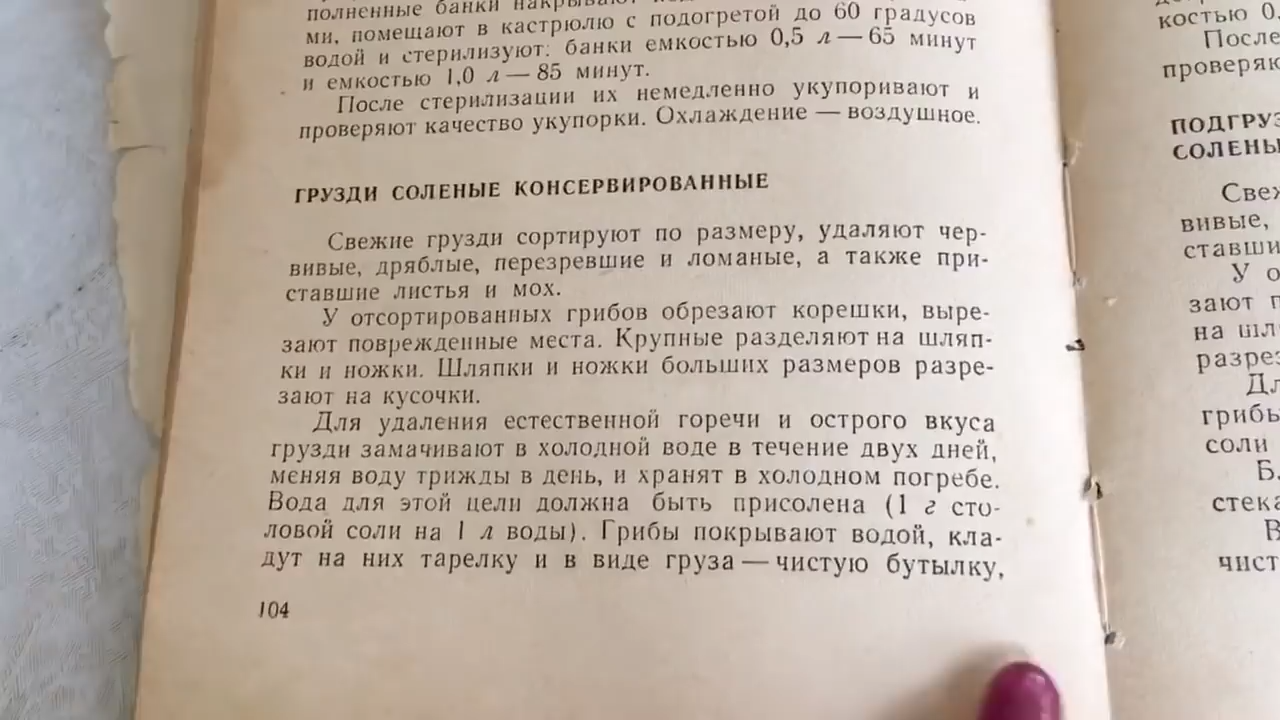 полненные банки накрывают
ми, помещают в кастрюлю с подогретой до 60 градусов
водой и стерилизуют: банки емкостью 0,5 л — 65 минут
и емкостью 1,0 л — 85 минут.
После стерилизации их немедленно укупоривают и
проверяют качество укупорки. Охлаждение — воздушное.
ГРУЗДИ СОЛЕНЫЕ КОНСЕРВИРОВАННЫЕ
Свежие грузди сортируют по размеру, удаляют чер-
вивые, дряблые, перезревшие и ломаные, а также при-
ставшие листья и мох.
У отсортированных грибов обрезают корешки, выре-
зают поврежденные места. Крупные разделяют на шляп-
ки и ножки. Шляпки и ножки больших размеров разре-
зают на кусочки.
Для удаления естественной горечи и острого вкуса
грузди замачивают в холодной воде в течение двух дней,
меняя воду трижды в день, и хранят в холодном погребе.
Вода для этой цели должна быть присолена (1 г сто-
ловой соли на 1 л воды). Грибы покрывают водой, кла-
дут на них тарелку и в виде груза — чистую бутылку,
104
костью 0,
После
проверяю
ПОДГРУЗ
СОЛЕНЫ
Свеж
вивые,
ставши
У о
зают п
на шл
разрез
Дл
грибы
соли
Б
стека
В
чист